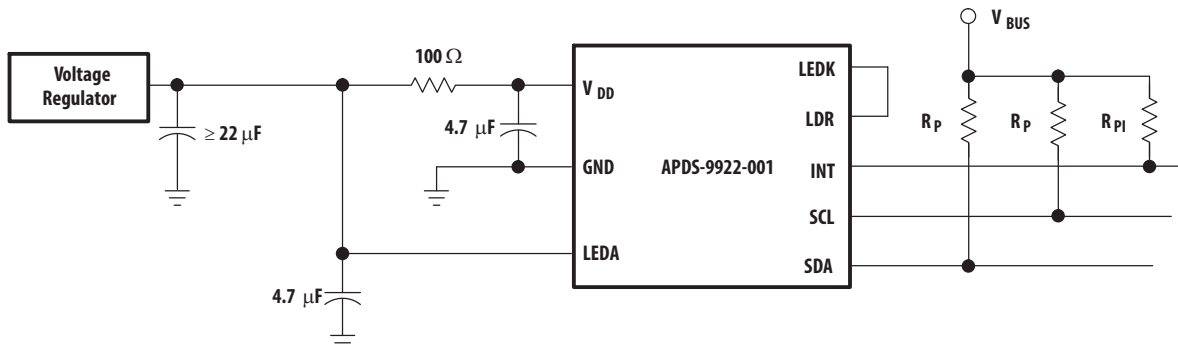 Voltage
Regulator
≥ 22 μF
100 Ω
4.7 μF
4.7 μF
V DD
GND
LEDA
APDS-9922-001
LEDK
LDR
INT
SCL
SDA
V BUS
R P
R P
R PI